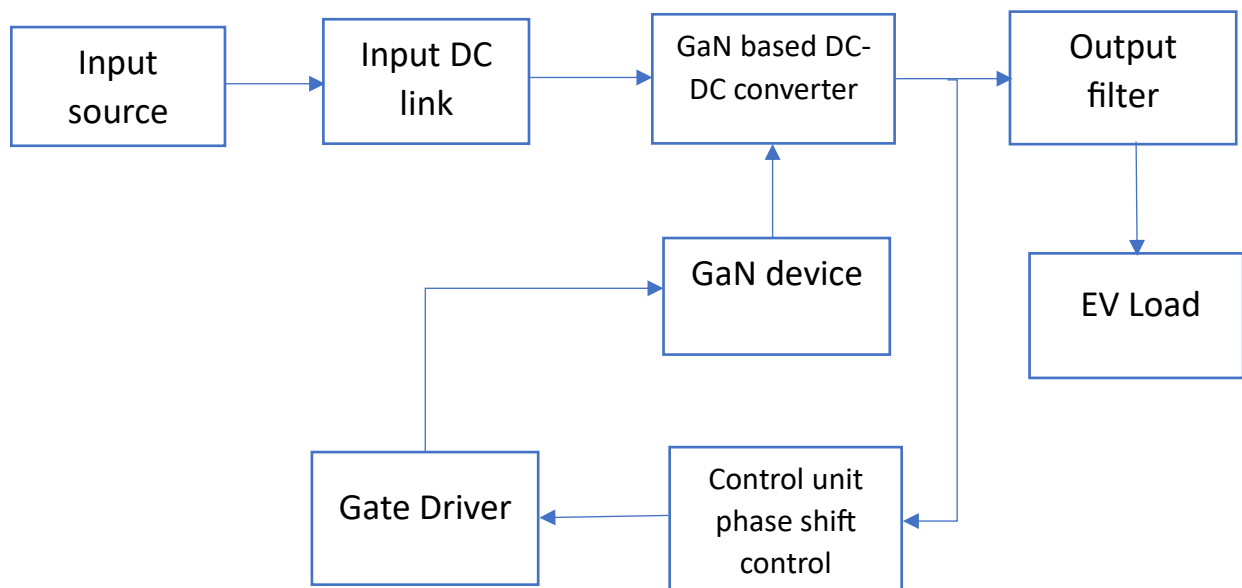 Input
source
Input DC
link
GaN based DC-
DC converter
Output
filter
GaN device
EV Load
Gate Driver
Control unit
phase shift
control